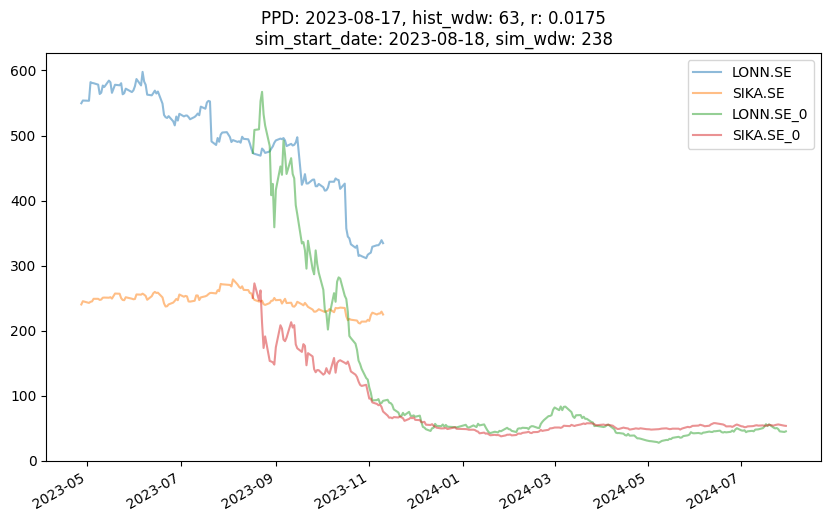 PPD: 2023-08-17, hist_wdw: 63, r: 0.0175
sim_start_date: 2023-08-18, sim_wdw: 238
LONN.SE
SIKA.SE
LONN.SE_0
SIKA.SE_0
600
500
400
300
200
100
0
2023-05
2023-07
2023-09
2023-11
2024-01
2024-03
2024-05
2024-07